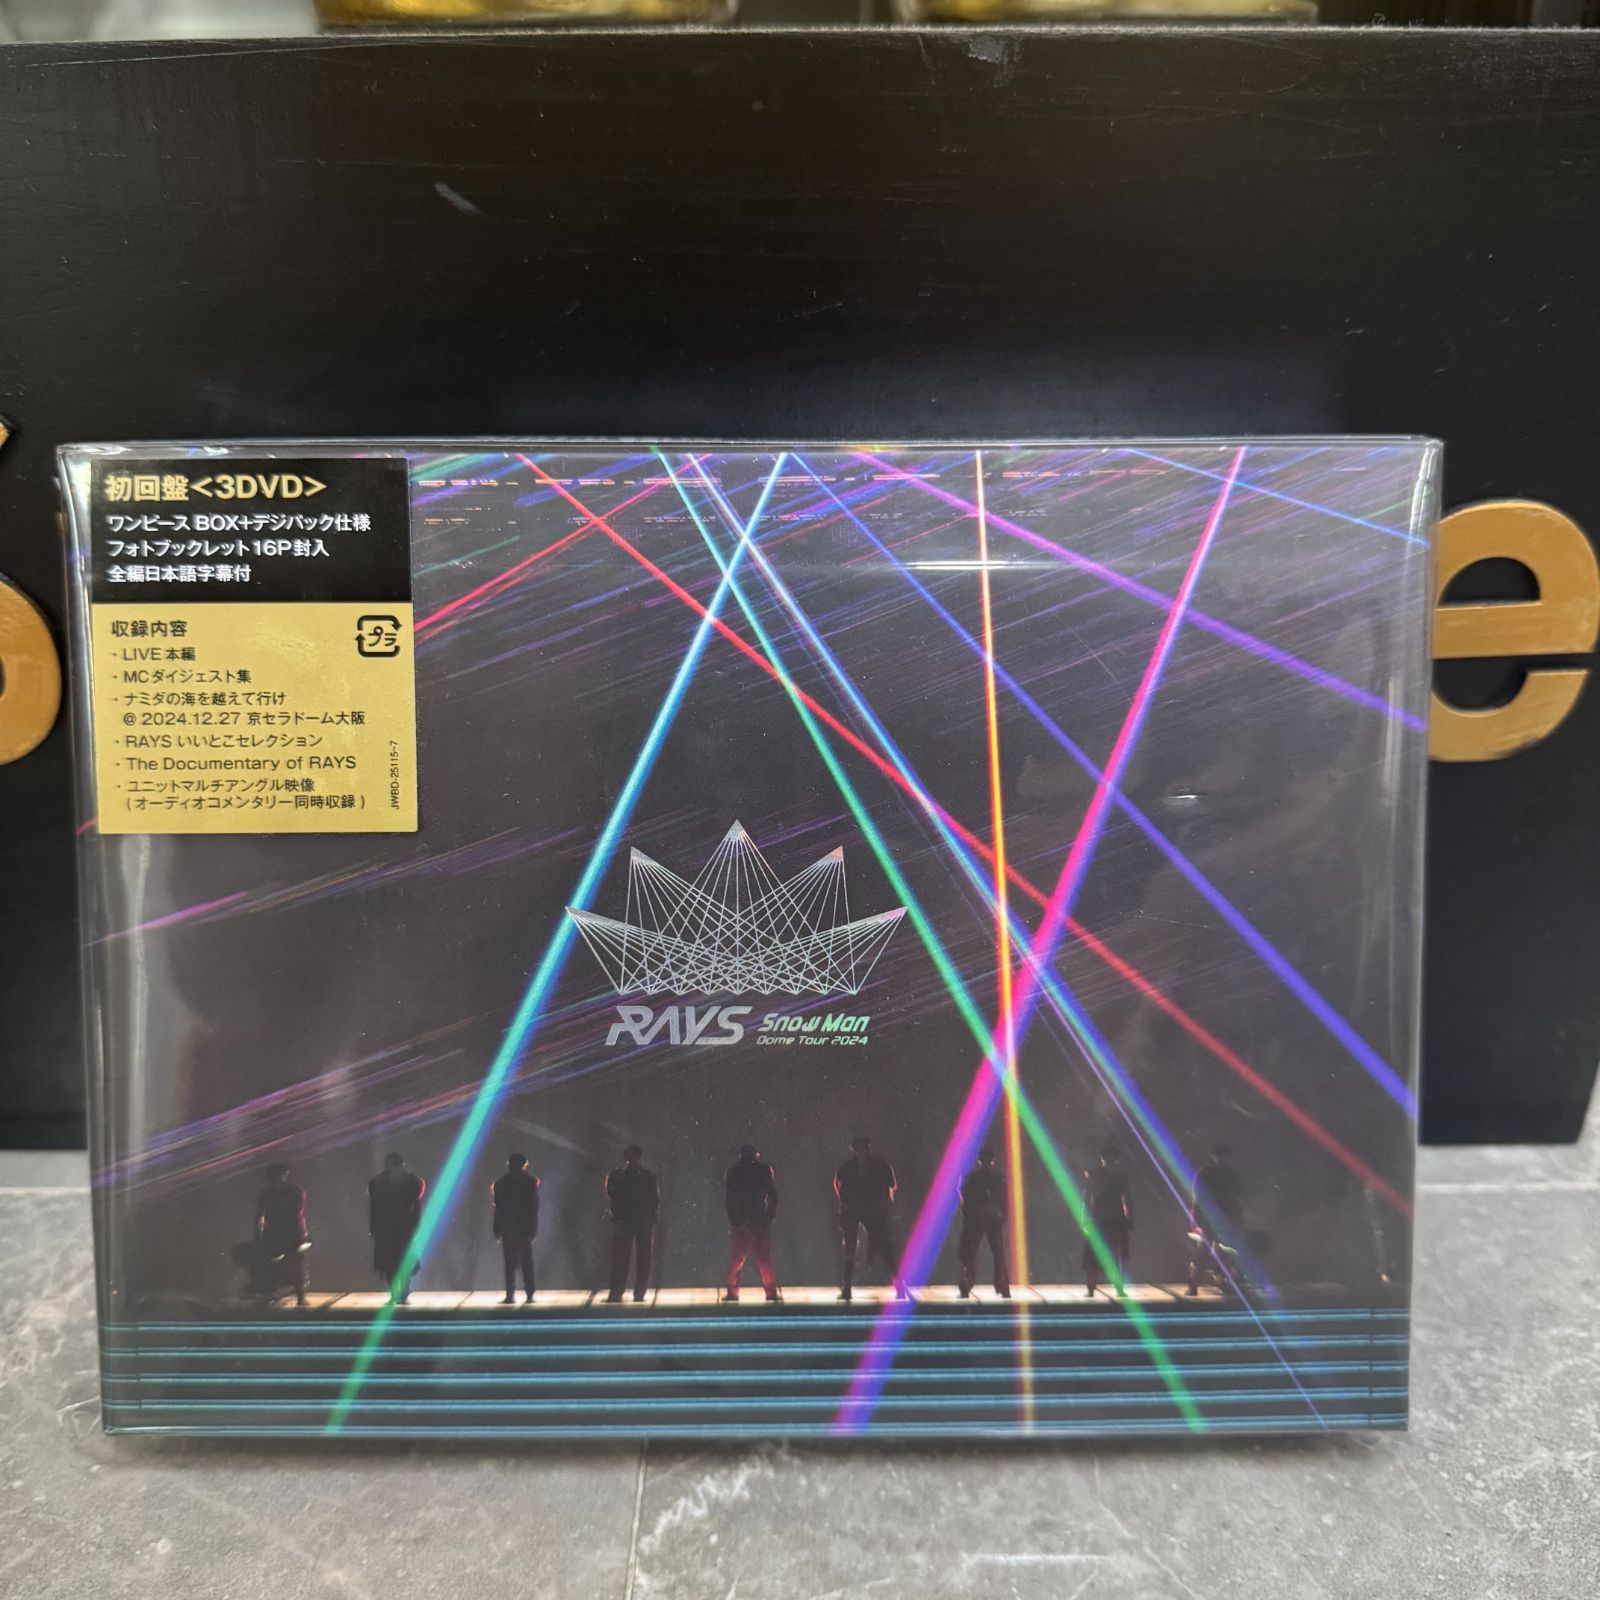 初回盤<3DVD>
ワンピースBOX+デジパック仕様
フォトブックレット16P封入
全編日本語字幕付
収録内容
プラ
・LIVE本編
・MCダイジェスト集
・ナミダの海を越えて行け
@ 2024.12.27 京セラドーム大阪
・RAYS いいとこセレクション
・The Documentary of RAYS
・ユニットマルチアングル映像
(オーディオコメンタリー同時収録)
JWBD-25115~7
RAYS Snow Man
Dome Tour 2024
e